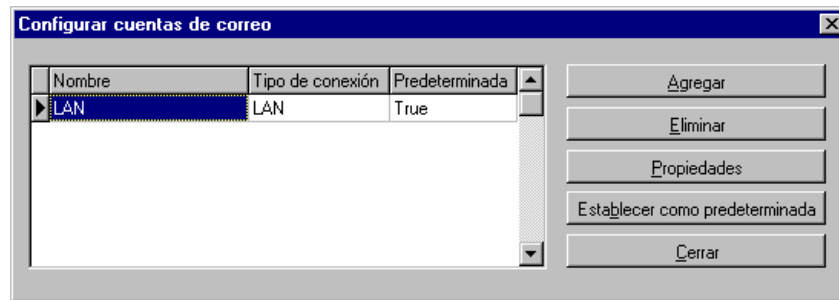 Configurar cuentas de correo
Nombre Tipo de conexión Predeterminada
LAN LAN True
Agregar
Eliminar
Propiedades
Establecer como predeterminada
Cerrar